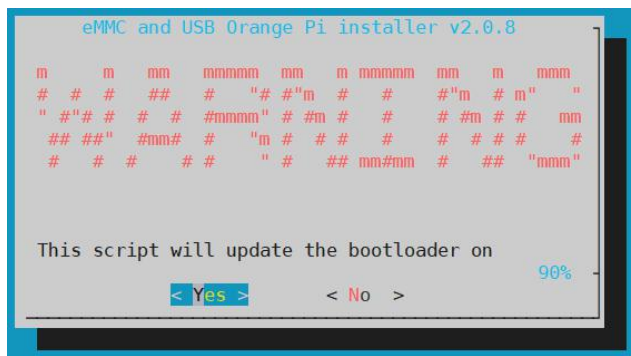 eMMC and USB Orange Pi installer v2.0.8
WARNING
This script will update the bootloader on
90%
< Yes > < No >